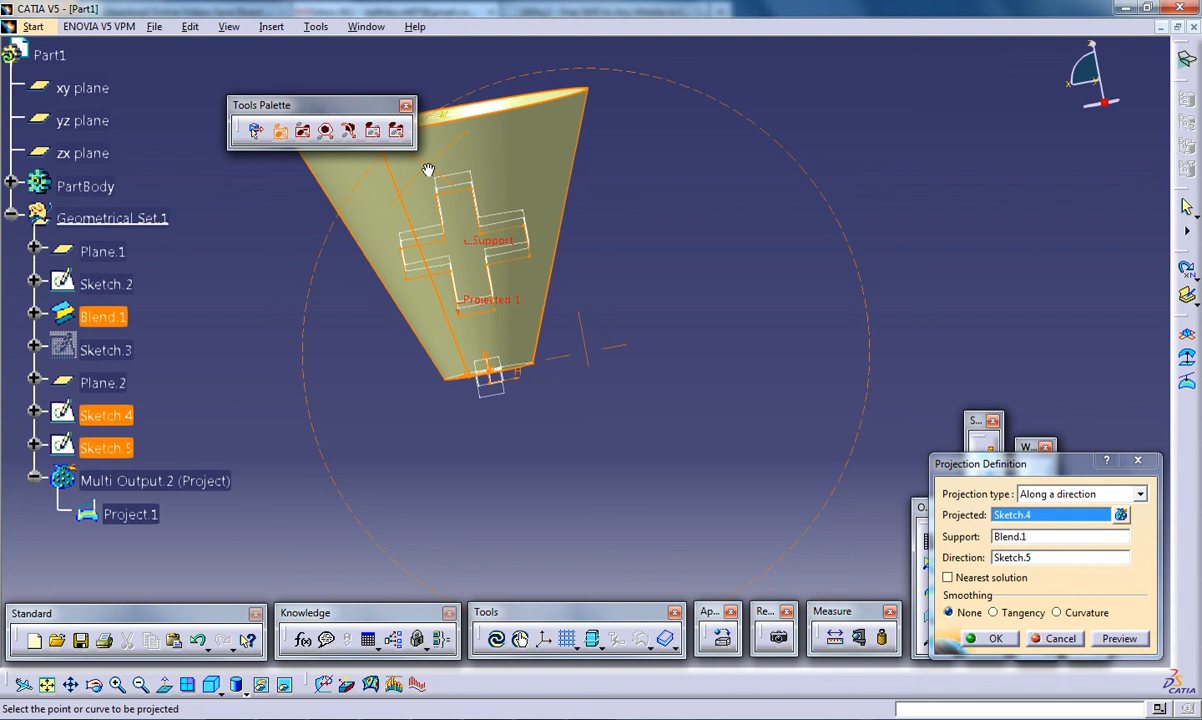 CATIA V5 - [Part1]
Start ENOVIA V5 VPM File Edit View Insert Tools Window Help
Part1
xy plane
yz plane
zx plane
PartBody
Geometrical Set.1
Plane.1
Sketch.2
Blend.1
Sketch.3
Plane.2
Sketch.4
Sketch.5
Multi Output.2 (Project)
Project.1
Tools Palette
Support
Projected 1
H
S...
W...
O...
Projection Definition
Projection type : Along a direction
Projected: Sketch.4
Support: Blend.1
Direction: Sketch.5
Nearest solution
Smoothing
None Tangency Curvature
OK Cancel Preview
Standard Knowledge Tools Ap... Re... Measure
Select the point or curve to be projected